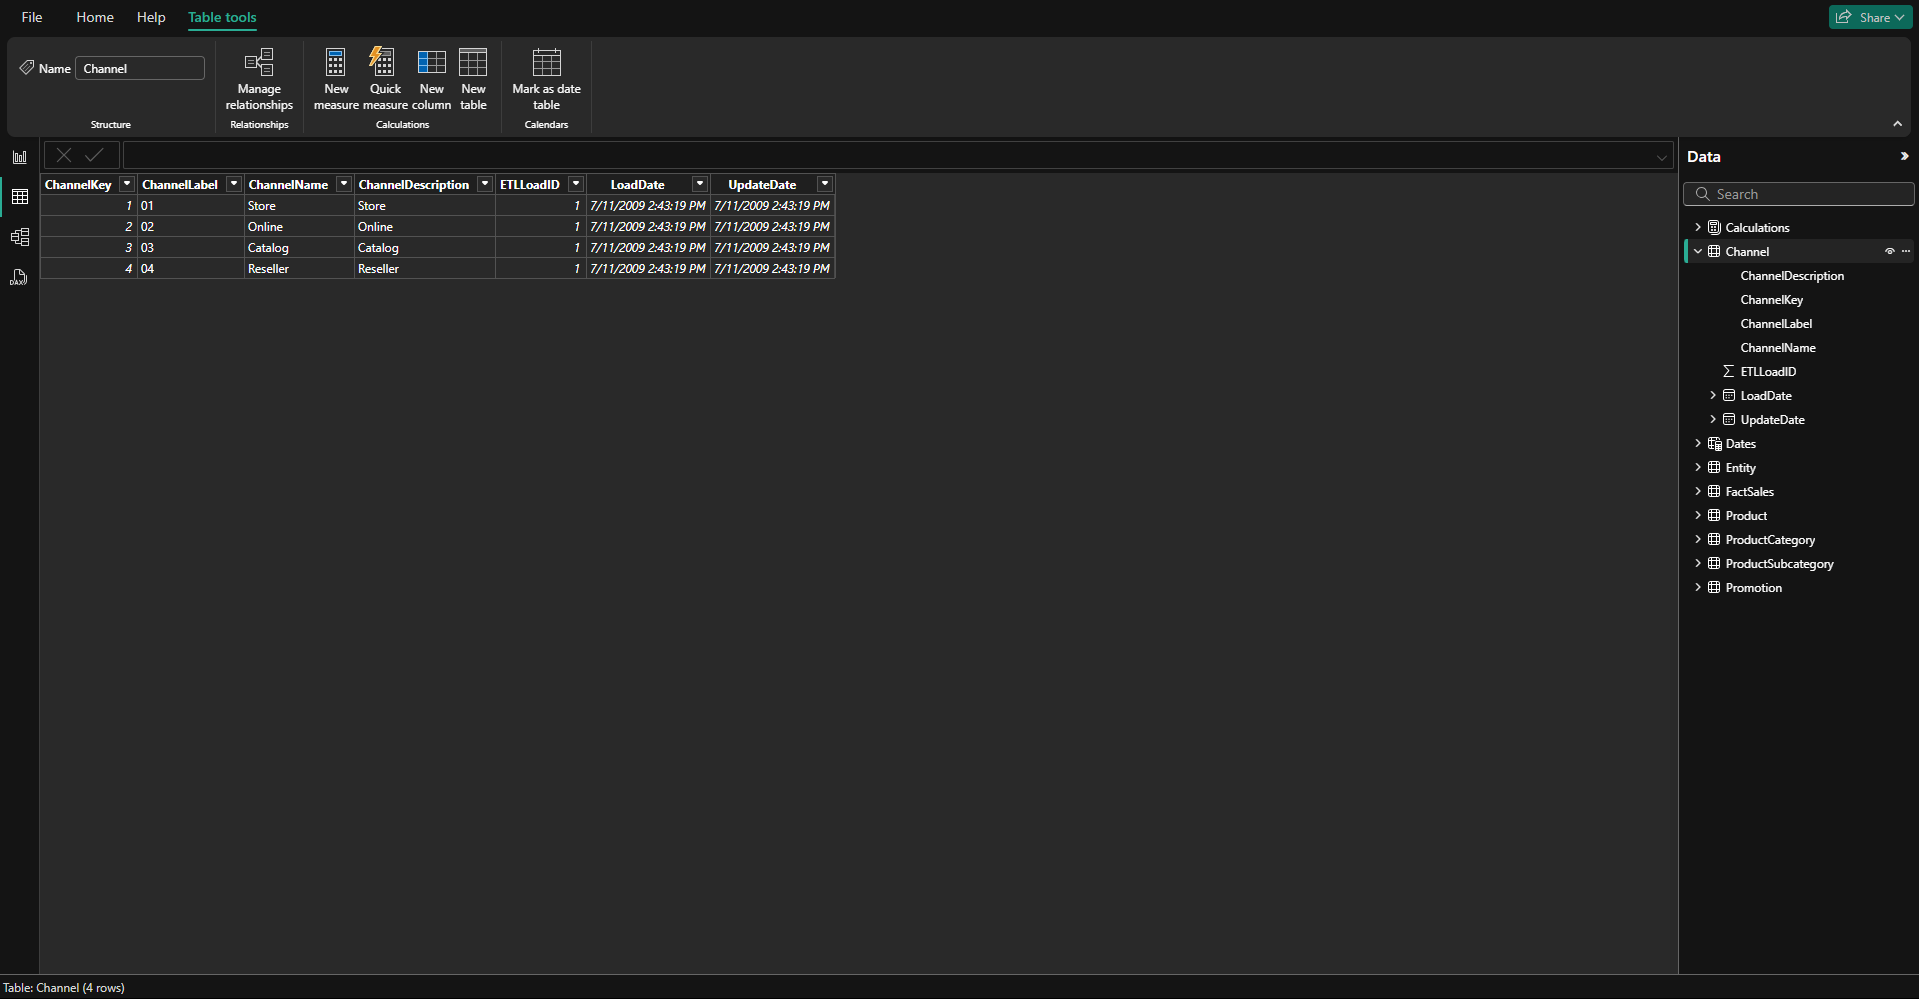 File Home Help Table tools Share
Name Channel
Manage relationships
New measure
Quick measure
New column
New table
Mark as date table
Structure Relationships Calculations Calendars
ChannelKey ChannelLabel ChannelName ChannelDescription ETLLoadID LoadDate UpdateDate
1 01 Store Store 1 7/11/2009 2:43:19 PM 7/11/2009 2:43:19 PM
2 02 Online Online 1 7/11/2009 2:43:19 PM 7/11/2009 2:43:19 PM
3 03 Catalog Catalog 1 7/11/2009 2:43:19 PM 7/11/2009 2:43:19 PM
4 04 Reseller Reseller 1 7/11/2009 2:43:19 PM 7/11/2009 2:43:19 PM
DAX
Data
Search
Calculations
Channel
ChannelDescription
ChannelKey
ChannelLabel
ChannelName
ETLLoadID
LoadDate
UpdateDate
Dates
Entity
FactSales
Product
ProductCategory
ProductSubcategory
Promotion
Table: Channel (4 rows)